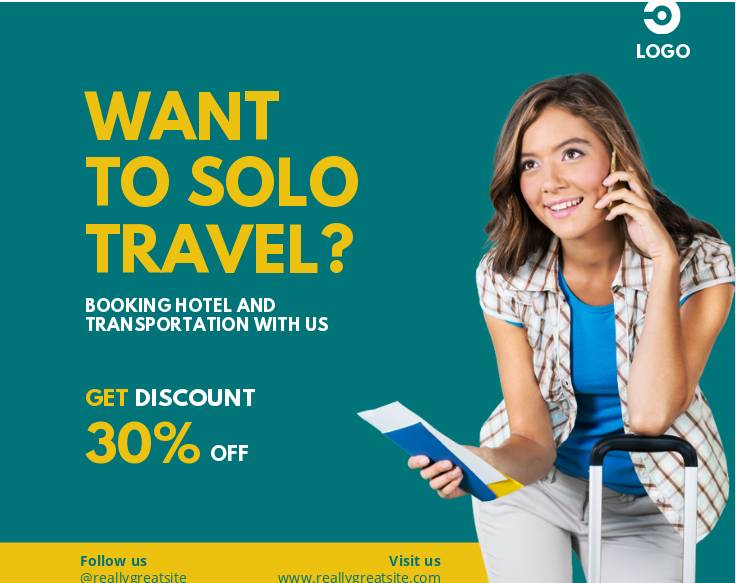 LOGO
WANT
TO SOLO
TRAVEL?
BOOKING HOTEL AND
TRANSPORTATION WITH US
GET DISCOUNT
30% OFF
Follow us
Visit us
@reallygreatsite
www.reallygreatsite.com